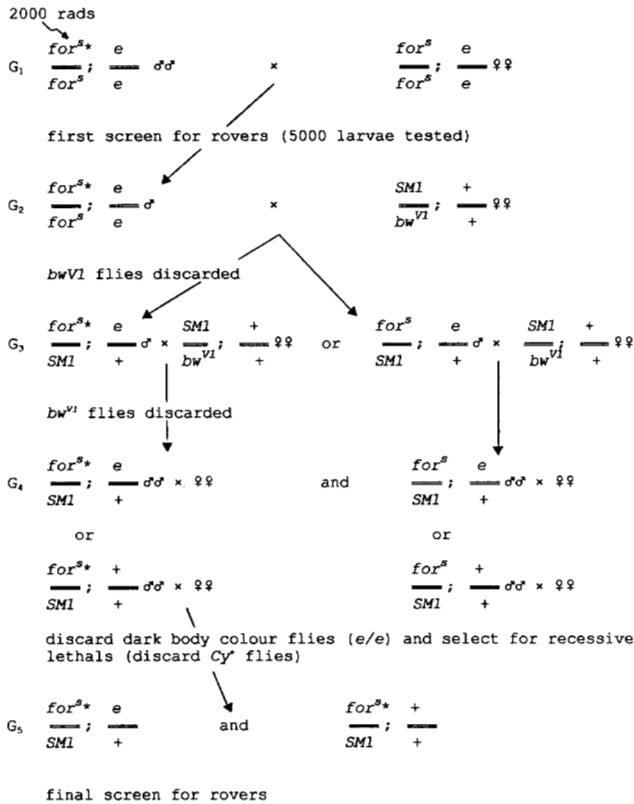 2000 rads
for^s* e for^s e
G₁ ; ♂♂ × ; ♀♀
for^s e for^s e
first screen for rovers (5000 larvae tested)
for^s* e SM1 +
G₂ ; ♂ × ; ♀♀
for^s e bw^V1 +
bwV1 flies discarded
for^s* e SM1 + for^s e SM1 +
G₃ ; ♂ × ; ♀♀ or ; ♂ × ; ♀♀
SM1 + bw^V1 + SM1 + bw^V1 +
bw^V1 flies discarded
for^s* e for^s e
G₄ ; ♂♂ × ♀♀ and ; ♂♂ × ♀♀
SM1 + SM1 +
or or
for^s* + for^s +
; ♂♂ × ♀♀ ; ♂♂ × ♀♀
SM1 + SM1 +
discard dark body colour flies (e/e) and select for recessive
lethals (discard Cy⁺ flies)
for^s* e for^s* +
G₅ ; and ;
SM1 + SM1 +
final screen for rovers